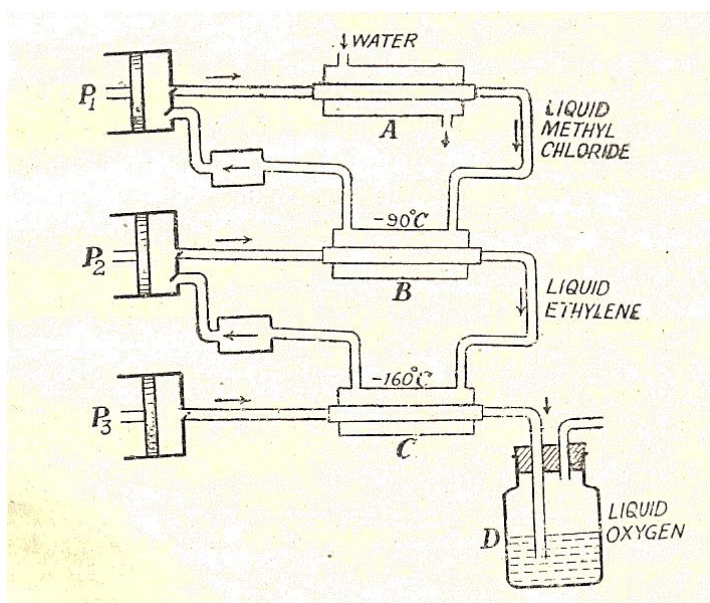 WATER
P₁
A
LIQUID
METHYL
CHLORIDE
-90°C
P₂
B
LIQUID
ETHYLENE
-160°C
P₃
C
D
LIQUID
OXYGEN